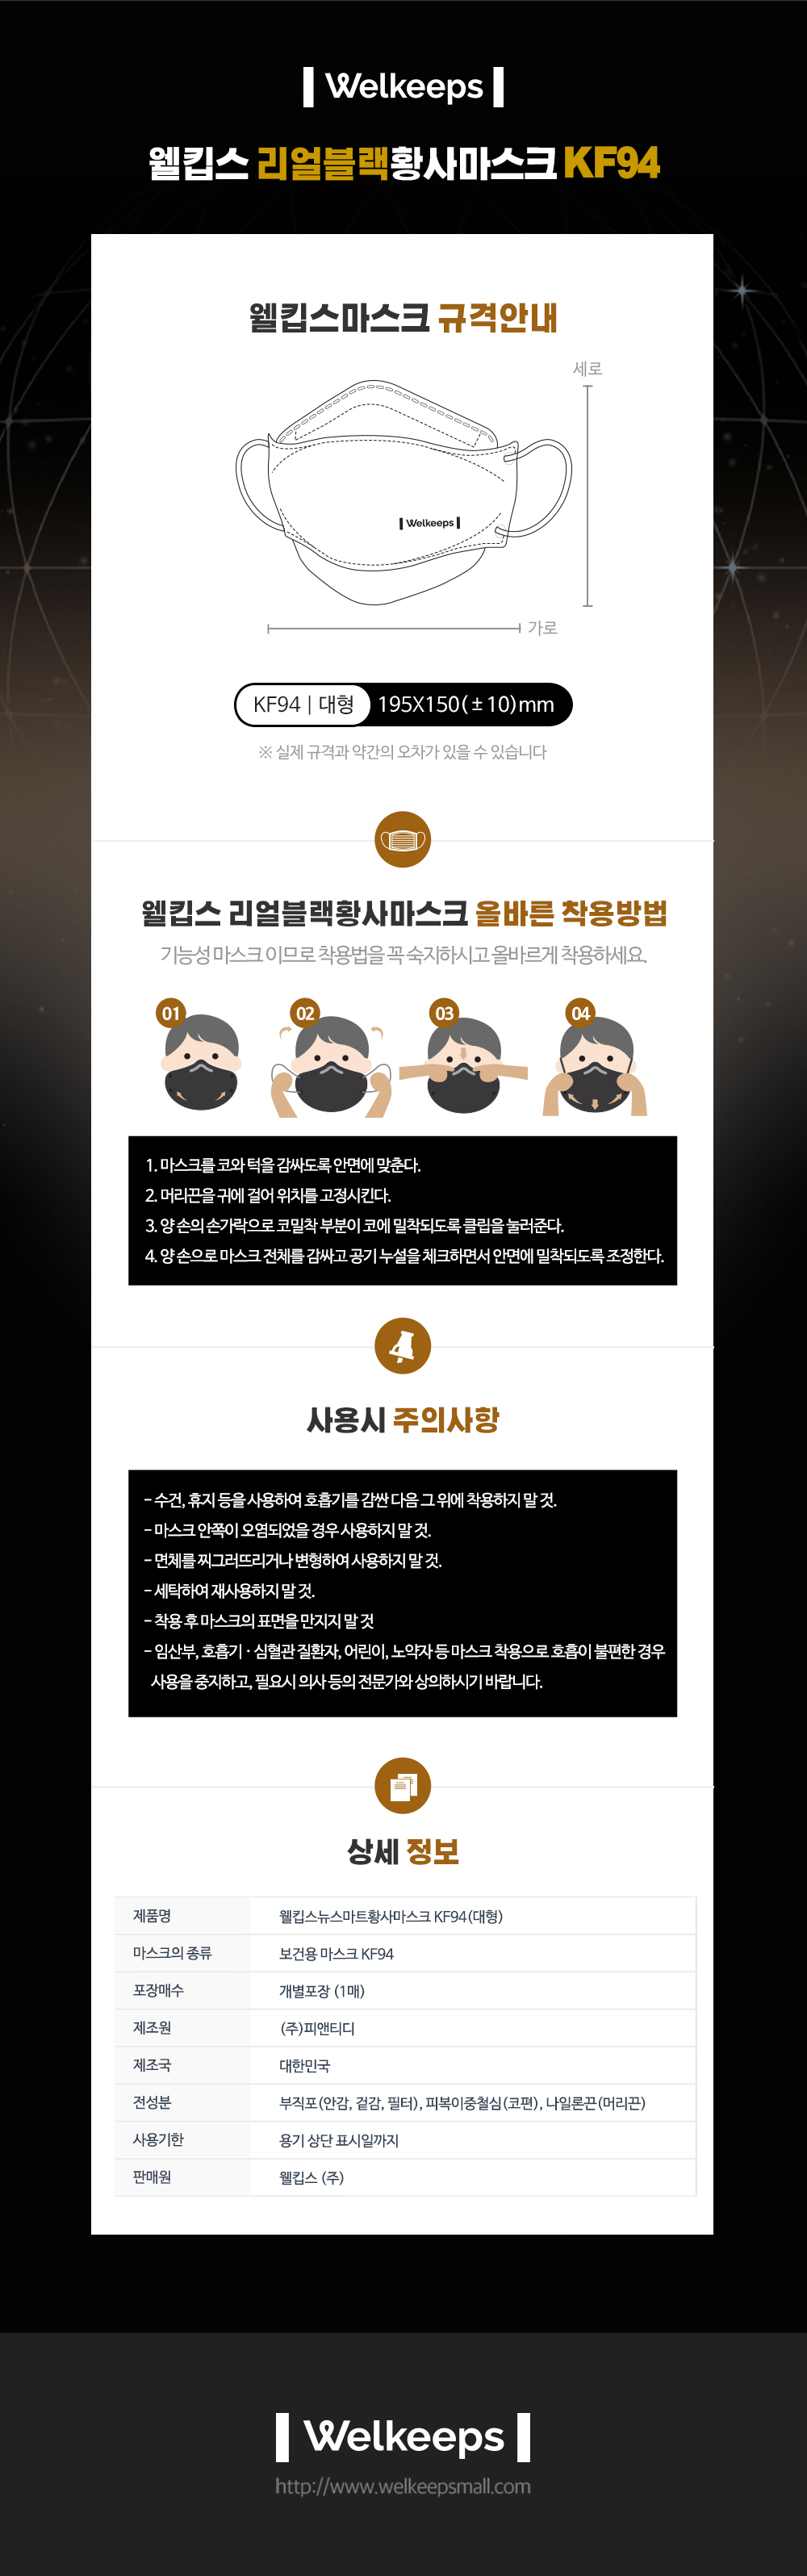 Welkeeps
웰킵스 리얼블랙황사마스크 KF94
웰킵스마스크 규격안내
세로
Welkeeps
가로
KF94 | 대형 195X150(±10)mm
※ 실제 규격과 약간의 오차가 있을 수 있습니다
웰킵스 리얼블랙황사마스크 올바른 착용방법
기능성 마스크 이므로 착용법을 꼭 숙지하시고 올바르게 착용하세요.
01 02 03 04
1. 마스크를 코와 턱을 감싸도록 안면에 맞춘다.
2. 머리끈을 귀에 걸어 위치를 고정시킨다.
3. 양 손의 손가락으로 코밀착 부분이 코에 밀착되도록 클립을 눌러준다.
4. 양 손으로 마스크 전체를 감싸고 공기 누설을 체크하면서 안면에 밀착되도록 조정한다.
사용시 주의사항
- 수건, 휴지 등을 사용하여 호흡기를 감싼 다음 그 위에 착용하지 말 것.
- 마스크 안쪽이 오염되었을 경우 사용하지 말 것.
- 면체를 찌그러뜨리거나 변형하여 사용하지 말 것.
- 세탁하여 재사용하지 말 것.
- 착용 후 마스크의 표면을 만지지 말 것
- 임산부, 호흡기 · 심혈관 질환자, 어린이, 노약자 등 마스크 착용으로 호흡이 불편한 경우
사용을 중지하고, 필요시 의사 등의 전문가와 상의하시기 바랍니다.
상세 정보
제품명 웰킵스뉴스마트황사마스크 KF94(대형)
마스크의 종류 보건용 마스크 KF94
포장매수 개별포장 (1매)
제조원 (주)피앤티디
제조국 대한민국
전성분 부직포(안감, 겉감, 필터), 피복이중철심(코편), 나일론끈(머리끈)
사용기한 용기 상단 표시일까지
판매원 웰킵스 (주)
Welkeeps
http://www.welkeepsmall.com